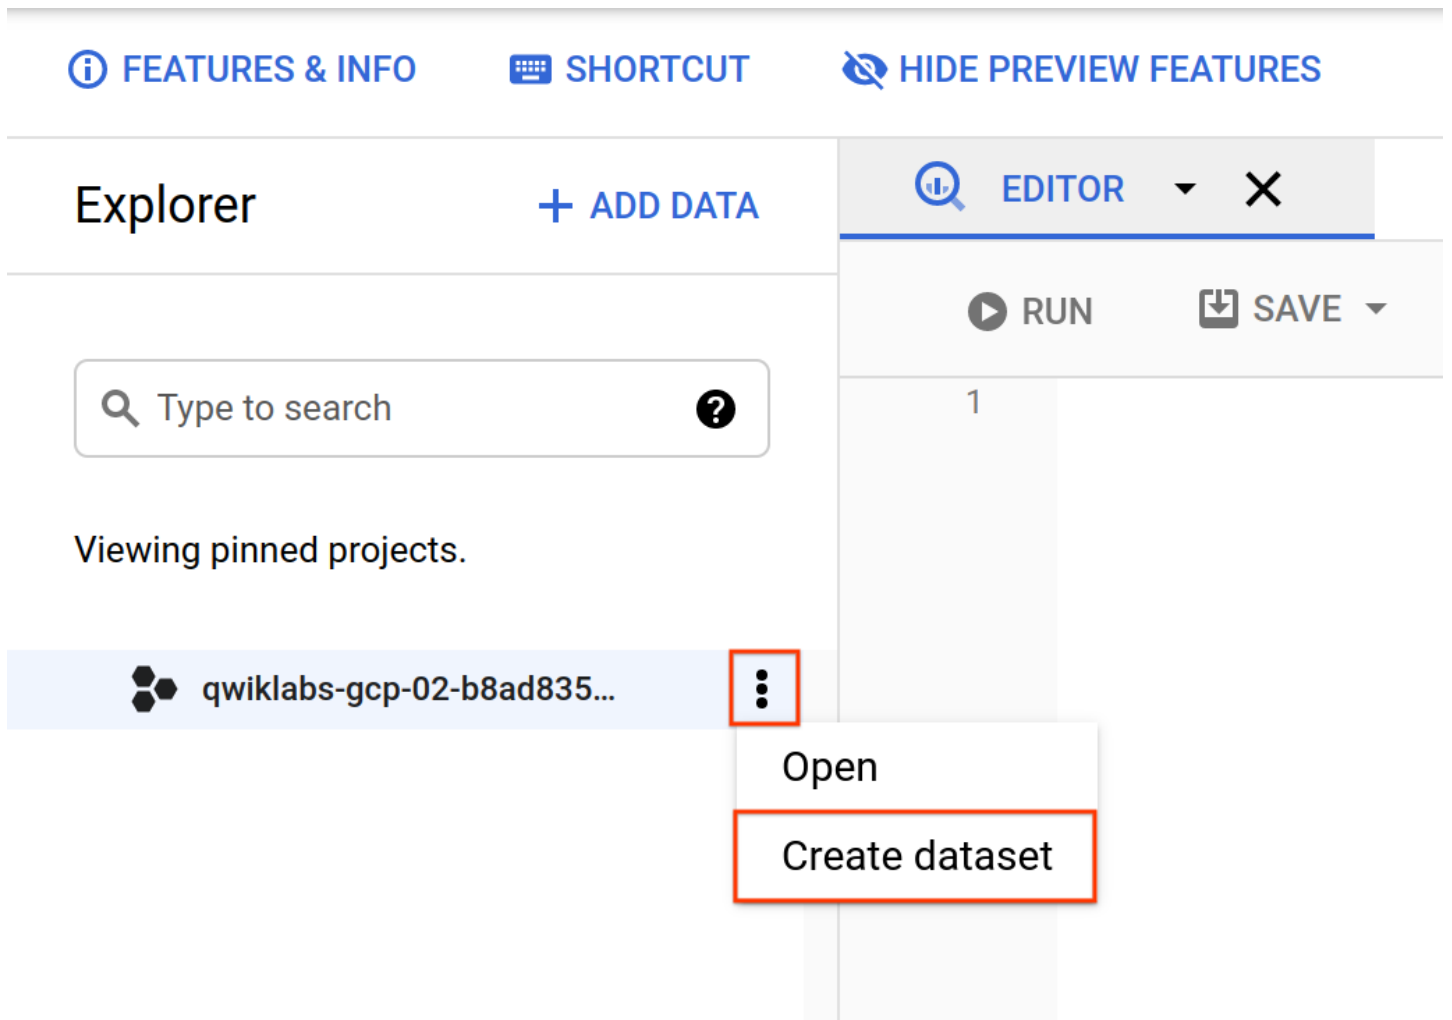 FEATURES & INFO
SHORTCUT
HIDE PREVIEW FEATURES
Explorer
ADD DATA
EDITOR
RUN
SAVE
Type to search
1
Viewing pinned projects.
qwiklabs-gcp-02-b8ad835...
Open
Create dataset